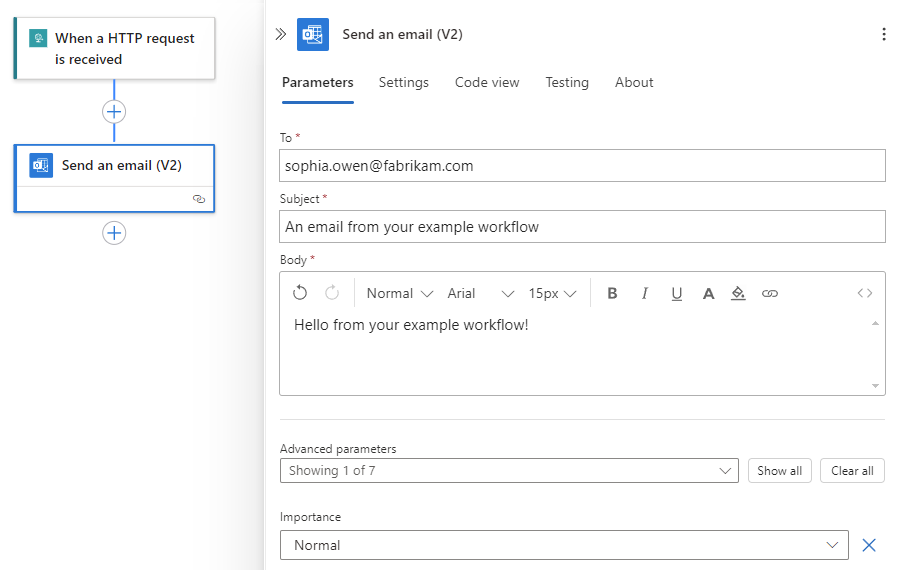 When a HTTP request
is received
Send an email (V2)
Send an email (V2)
Parameters Settings Code view Testing About
To *
sophia.owen@fabrikam.com
Subject *
An email from your example workflow
Body *
Normal Arial 15px B I U A
Hello from your example workflow!
Advanced parameters
Showing 1 of 7 Show all Clear all
Importance
Normal